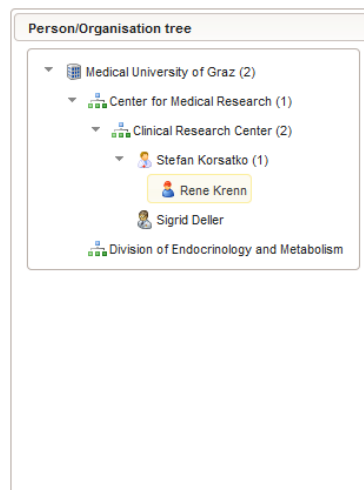 Person/Organisation tree
Medical University of Graz (2)
Center for Medical Research (1)
Clinical Research Center (2)
Stefan Korsatko (1)
Rene Krenn
Sigrid Deller
Division of Endocrinology and Metabolism